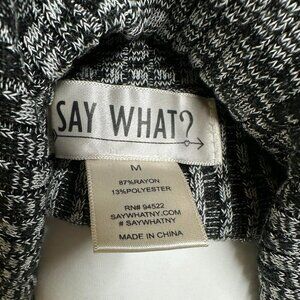 SAY WHAT?
M
87%RAYON
13%POLYESTER
RN# 94522
SAYWHATNY.COM
# SAYWHATNY
MADE IN CHINA